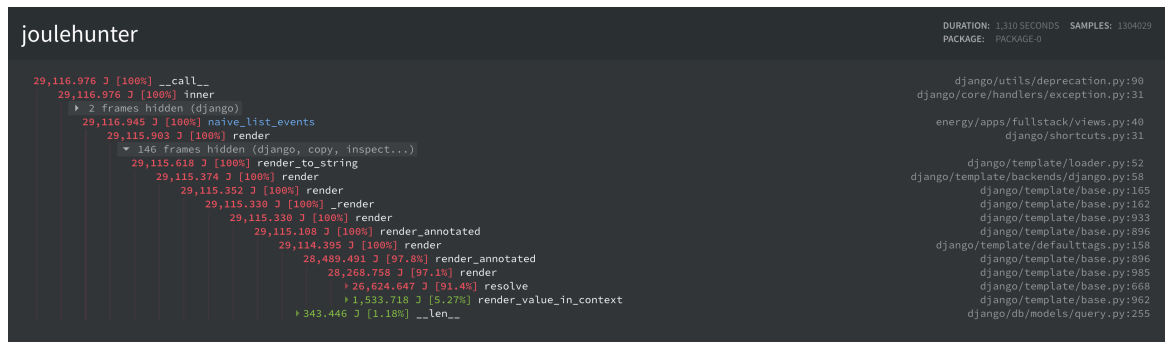 joulehunter
DURATION: 1,310 SECONDS SAMPLES: 1304029
PACKAGE: PACKAGE-0
29,116.976 J [100%] __call__ django/utils/deprecation.py:90
29,116.976 J [100%] inner django/core/handlers/exception.py:31
2 frames hidden (django)
29,116.945 J [100%] naive_list_events energy/apps/fullstack/views.py:40
29,115.903 J [100%] render django/shortcuts.py:31
146 frames hidden (django, copy, inspect...)
29,115.618 J [100%] render_to_string django/template/loader.py:52
29,115.374 J [100%] render django/template/backends/django.py:58
29,115.352 J [100%] render django/template/base.py:165
29,115.330 J [100%] _render django/template/base.py:162
29,115.330 J [100%] render django/template/base.py:933
29,115.108 J [100%] render_annotated django/template/base.py:896
29,114.395 J [100%] render django/template/defaulttags.py:158
28,489.491 J [97.8%] render_annotated django/template/base.py:896
28,268.758 J [97.1%] render django/template/base.py:985
26,624.647 J [91.4%] resolve django/template/base.py:668
1,533.718 J [5.27%] render_value_in_context django/template/base.py:962
343.446 J [1.18%] __len__ django/db/models/query.py:255